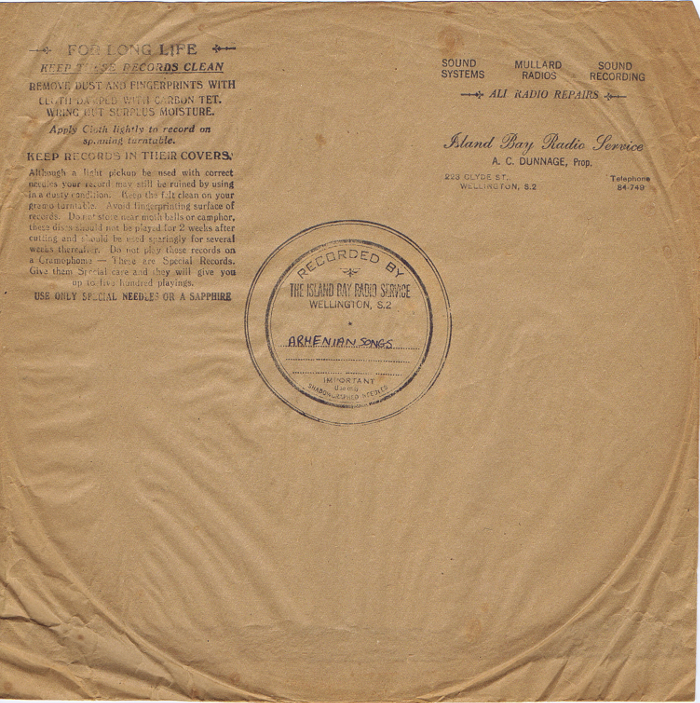 FOR LONG LIFE
KEEP THESE RECORDS CLEAN
REMOVE DUST AND FINGERPRINTS WITH
CLOTH DAMPED WITH CARBON TET.
WRING OUT SURPLUS MOISTURE.
Apply Cloth lightly to record on
spinning turntable.
KEEP RECORDS IN THEIR COVERS.
Although a light pickup be used with correct
needles your record may still be ruined by using
in a dusty condition. Keep the felt clean on your
gramo turntable. Avoid fingerprinting surface of
records. Do not store near moth balls or camphor,
these discs should not be played for 2 weeks after
cutting and should be used sparingly for several
weeks thereafter. Do not play these records on
a Gramophone — These are Special Records.
Give them Special care and they will give you
up to five hundred playings.
USE ONLY SPECIAL NEEDLES OR A SAPPHIRE
SOUND SYSTEMS
MULLARD RADIOS
SOUND RECORDING
ALL RADIO REPAIRS
Island Bay Radio Service
A. C. DUNNAGE, Prop.
223 CLYDE ST.,
WELLINGTON, S.2
Telephone
84-749
RECORDED BY
THE ISLAND BAY RADIO SERVICE
WELLINGTON, S.2
ARMENIAN SONGS
IMPORTANT
SHADOWGRAPHED NEEDLES